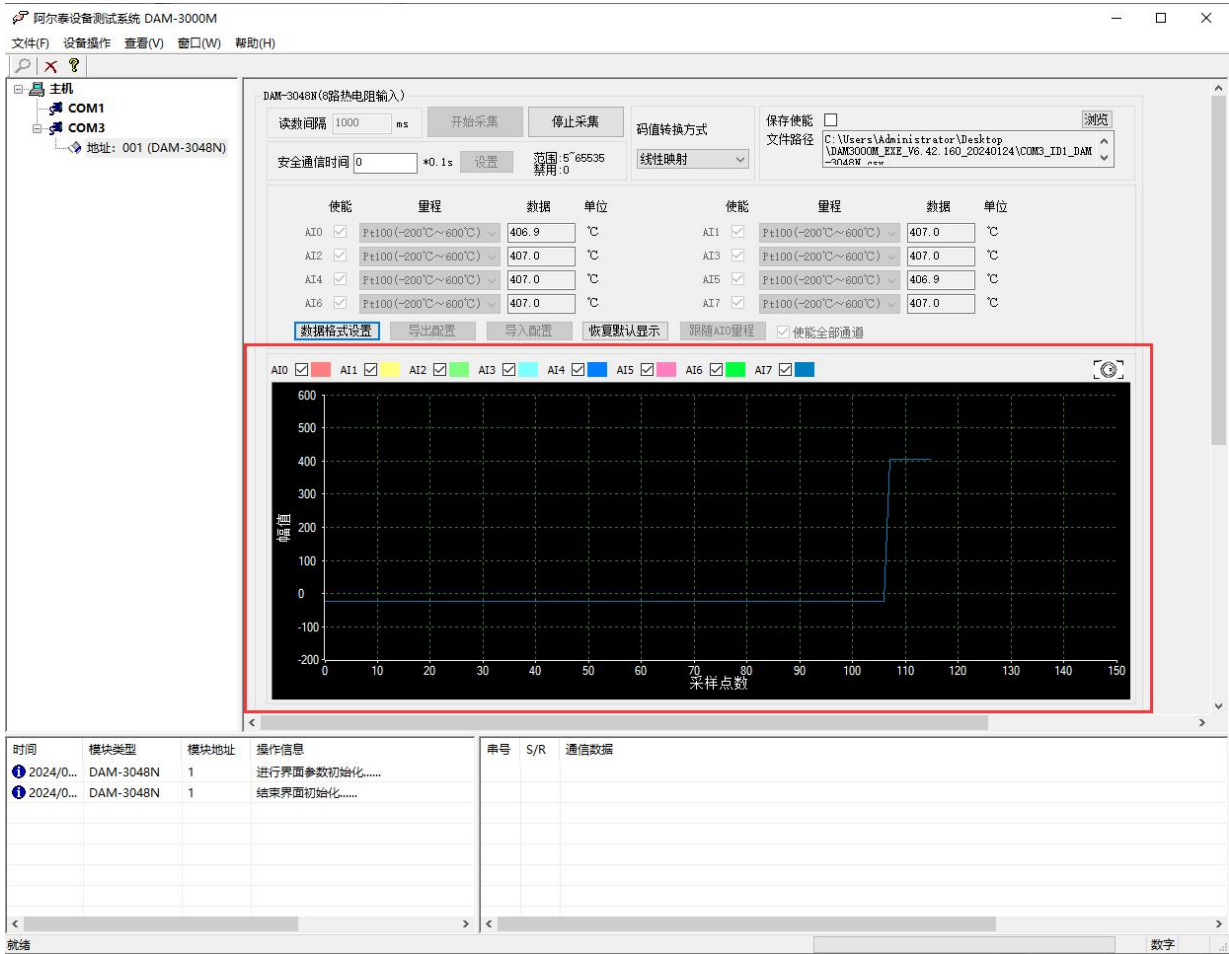 阿尔泰设备测试系统 DAM-3000M
文件(F) 设备操作 查看(V) 窗口(W) 帮助(H)
主机
COM1
COM3
地址：001 (DAM-3048N)
DAM-3048N(8路热电阻输入)
读数间隔 1000 ms 开始采集 停止采集
安全通信时间 0 *0.1s 设置 范围:5~65535
禁用:0
码值转换方式
线性映射
保存使能 浏览
文件路径 C:\Users\Administrator\Desktop
\DAM3000M_EXE_V6.42.160_20240124\COM3_ID1_DAM
-3048N.csv
使能 量程 数据 单位 使能 量程 数据 单位
AI0 Pt100(-200℃～600℃) 406.9 ℃ AI1 Pt100(-200℃～600℃) 407.0 ℃
AI2 Pt100(-200℃～600℃) 407.0 ℃ AI3 Pt100(-200℃～600℃) 407.0 ℃
AI4 Pt100(-200℃～600℃) 407.0 ℃ AI5 Pt100(-200℃～600℃) 406.9 ℃
AI6 Pt100(-200℃～600℃) 407.0 ℃ AI7 Pt100(-200℃～600℃) 407.0 ℃
数据格式设置 导出配置 导入配置 恢复默认显示 跟随AI0量程 使能全部通道
AI0 AI1 AI2 AI3 AI4 AI5 AI6 AI7
600
500
400
300
200
100
0
-100
-200
幅值
0 10 20 30 40 50 60 70 80 90 100 110 120 130 140 150
采样点数
时间 模块类型 模块地址 操作信息
2024/0... DAM-3048N 1 进行界面参数初始化......
2024/0... DAM-3048N 1 结束界面初始化......
串号 S/R 通信数据
就绪 数字